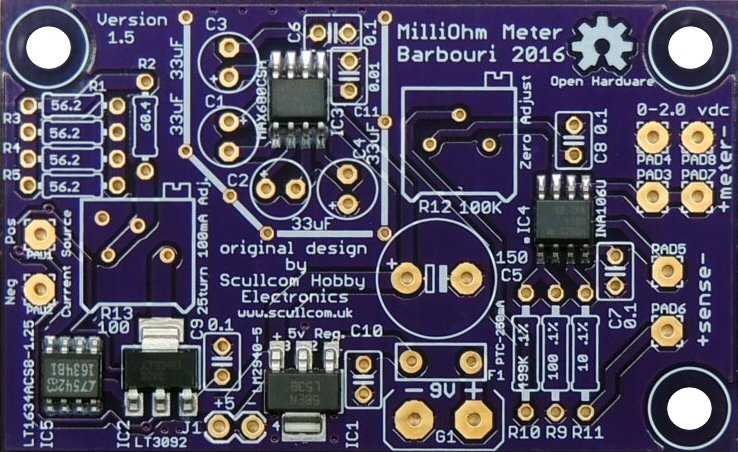 Version
1.5
C3
33uF
C6
0.1
MilliOhm Meter
Barbouri 2016
Open Hardware
R2
R1
56.2
R3
56.2
R4
56.2
R5
56.2
60.4
33uF
C1
MAX680CSM
IC3
0.01
C11
C4
33uF
C2
33uF
Zero Adjust
R12 100K
C8 0.1
0-2.0 vdc
PAD4 PAD8
PAD3 PAD7
+meter-
IC4
INA106U
Pos
PAD1
Neg
PAD2
Current Source
25turn 100mA Adj.
R13
100
original design
by
Scullcom Hobby
Electronics
www.scullcom.uk
+
150
C5
C7
0.1
PAD5
PAD6
+sense-
LT1634ACS8-1.25
IC5
IC2
LT3092
C9
0.1
+5
J1
LM2940-5
+ 5v Reg.
C10
IC1
F1
PTC-250mA
- 9V +
G1
499K .1%
100 .1%
10 .1%
R10 R9 R11